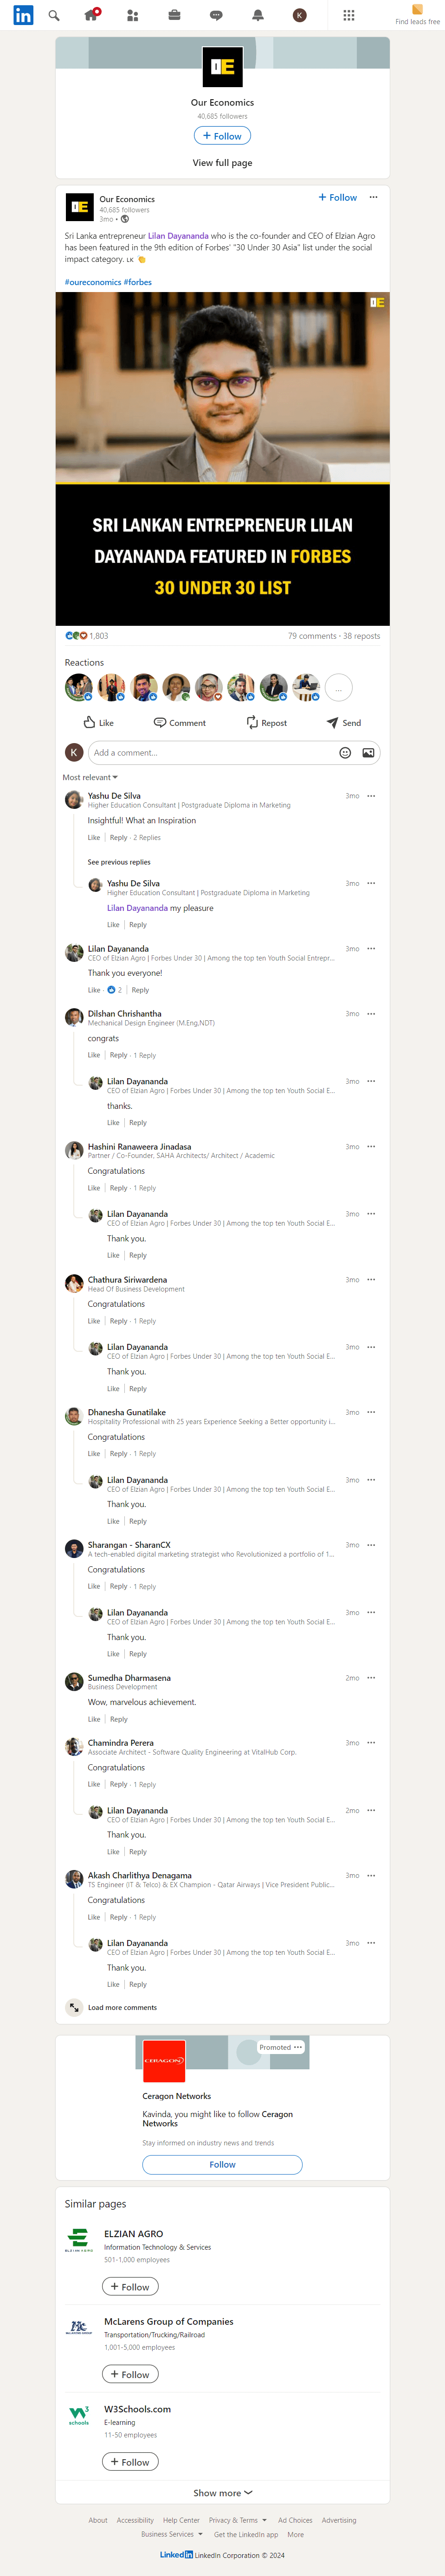 in
K
Find leads free
IE
Our Economics
40,685 followers
+ Follow
View full page
IE
Our Economics
40,685 followers
3mo •
+ Follow
Sri Lanka entrepreneur Lilan Dayananda who is the co-founder and CEO of Elzian Agro
has been featured in the 9th edition of Forbes' "30 Under 30 Asia" list under the social
impact category. LK 👏
#oureconomics #forbes
IE
SRI LANKAN ENTREPRENEUR LILAN
DAYANANDA FEATURED IN FORBES
30 UNDER 30 LIST
1,803
79 comments · 38 reposts
Reactions
...
Like Comment Repost Send
K
Add a comment...
Most relevant
Yashu De Silva
3mo
Higher Education Consultant | Postgraduate Diploma in Marketing
Insightful! What an Inspiration
Like | Reply · 2 Replies
See previous replies
Yashu De Silva
3mo
Higher Education Consultant | Postgraduate Diploma in Marketing
Lilan Dayananda my pleasure
Like | Reply
Lilan Dayananda
3mo
CEO of Elzian Agro | Forbes Under 30 | Among the top ten Youth Social Entrepr...
Thank you everyone!
Like · 2 | Reply
Dilshan Chrishantha
3mo
Mechanical Design Engineer (M.Eng,NDT)
congrats
Like | Reply · 1 Reply
Lilan Dayananda
3mo
CEO of Elzian Agro | Forbes Under 30 | Among the top ten Youth Social E...
thanks.
Like | Reply
Hashini Ranaweera Jinadasa
3mo
Partner / Co-Founder, SAHA Architects/ Architect / Academic
Congratulations
Like | Reply · 1 Reply
Lilan Dayananda
3mo
CEO of Elzian Agro | Forbes Under 30 | Among the top ten Youth Social E...
Thank you.
Like | Reply
Chathura Siriwardena
3mo
Head Of Business Development
Congratulations
Like | Reply · 1 Reply
Lilan Dayananda
3mo
CEO of Elzian Agro | Forbes Under 30 | Among the top ten Youth Social E...
Thank you.
Like | Reply
Dhanesha Gunatilake
3mo
Hospitality Professional with 25 years Experience Seeking a Better opportunity i...
Congratulations
Like | Reply · 1 Reply
Lilan Dayananda
3mo
CEO of Elzian Agro | Forbes Under 30 | Among the top ten Youth Social E...
Thank you.
Like | Reply
Sharangan - SharanCX
3mo
A tech-enabled digital marketing strategist who Revolutionized a portfolio of 1...
Congratulations
Like | Reply · 1 Reply
Lilan Dayananda
3mo
CEO of Elzian Agro | Forbes Under 30 | Among the top ten Youth Social E...
Thank you.
Like | Reply
Sumedha Dharmasena
2mo
Business Development
Wow, marvelous achievement.
Like | Reply
Chamindra Perera
3mo
Associate Architect - Software Quality Engineering at VitalHub Corp.
Congratulations
Like | Reply · 1 Reply
Lilan Dayananda
2mo
CEO of Elzian Agro | Forbes Under 30 | Among the top ten Youth Social E...
Thank you.
Like | Reply
Akash Charlithya Denagama
3mo
TS Engineer (IT & Telco) & EX Champion - Qatar Airways | Vice President Public...
Congratulations
Like | Reply · 1 Reply
Lilan Dayananda
3mo
CEO of Elzian Agro | Forbes Under 30 | Among the top ten Youth Social E...
Thank you.
Like | Reply
Load more comments
Promoted
CERAGON
Ceragon Networks
Kavinda, you might like to follow Ceragon
Networks
Stay informed on industry news and trends
Follow
Similar pages
ELZIAN AGRO
ELZIAN AGRO
Information Technology & Services
501-1,000 employees
+ Follow
McLarens Group of Companies
Transportation/Trucking/Railroad
1,001-5,000 employees
+ Follow
W3
schools
W3Schools.com
E-learning
11-50 employees
+ Follow
Show more
About Accessibility Help Center Privacy & Terms Ad Choices Advertising
Business Services Get the LinkedIn app More
LinkedIn LinkedIn Corporation © 2024